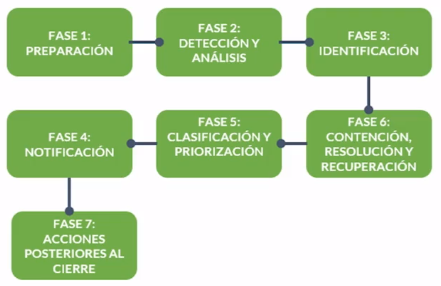 FASE 1:
PREPARACIÓN
FASE 2:
DETECCIÓN Y
ANÁLISIS
FASE 3:
IDENTIFICACIÓN
FASE 4:
NOTIFICACIÓN
FASE 5:
CLASIFICACIÓN Y
PRIORIZACIÓN
FASE 6:
CONTENCIÓN,
RESOLUCIÓN Y
RECUPERACIÓN
FASE 7:
ACCIONES
POSTERIORES AL
CIERRE